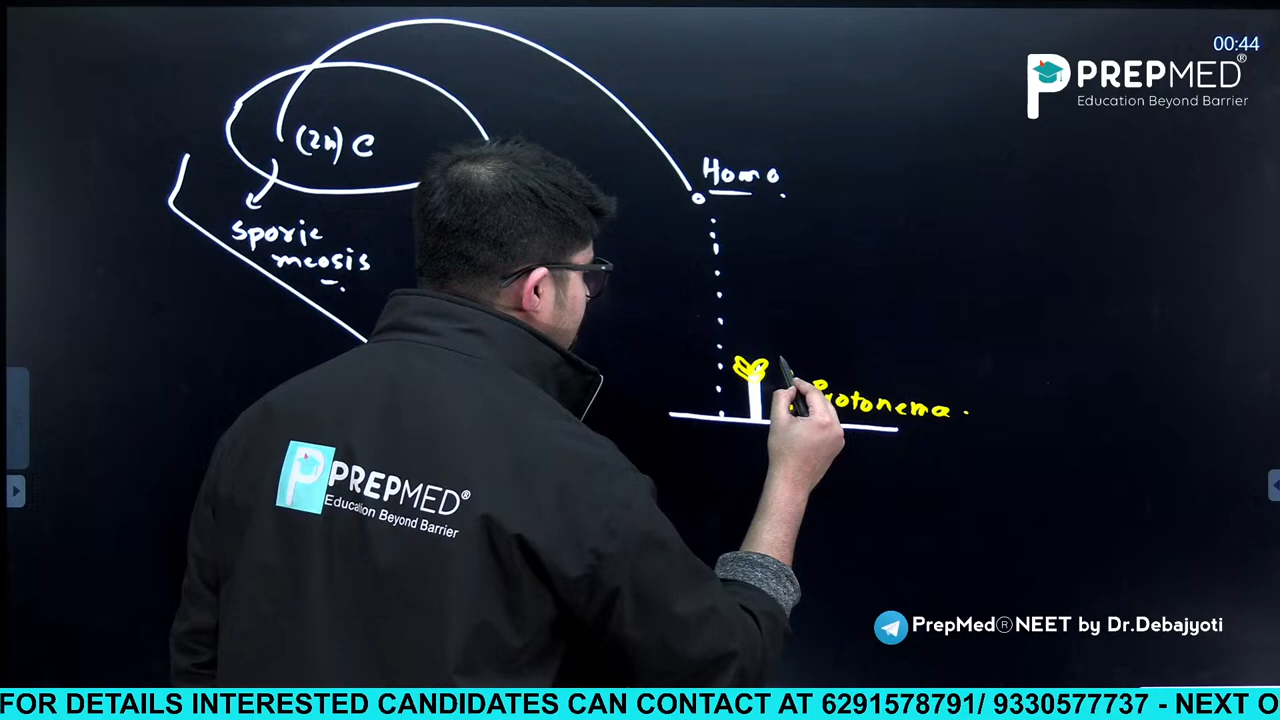 00:44
PREPMED®
Education Beyond Barrier
(2n) C
Homo.
Sporic
meosis
Protonema.
PREPMED®
Education Beyond Barrier
PrepMed®NEET by Dr.Debajyoti
FOR DETAILS INTERESTED CANDIDATES CAN CONTACT AT 6291578791/ 9330577737 - NEXT O